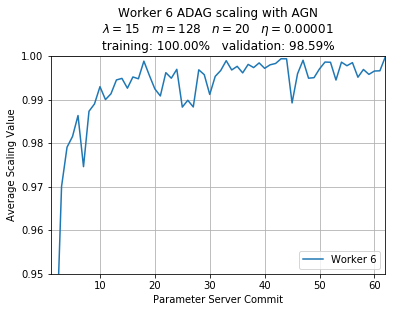 Worker 6 ADAG scaling with AGN
λ = 15   m = 128   n = 20   η = 0.00001
training: 100.00%   validation: 98.59%
1.00
0.99
0.98
0.97
0.96
0.95
Average Scaling Value
Worker 6
10 20 30 40 50 60
Parameter Server Commit